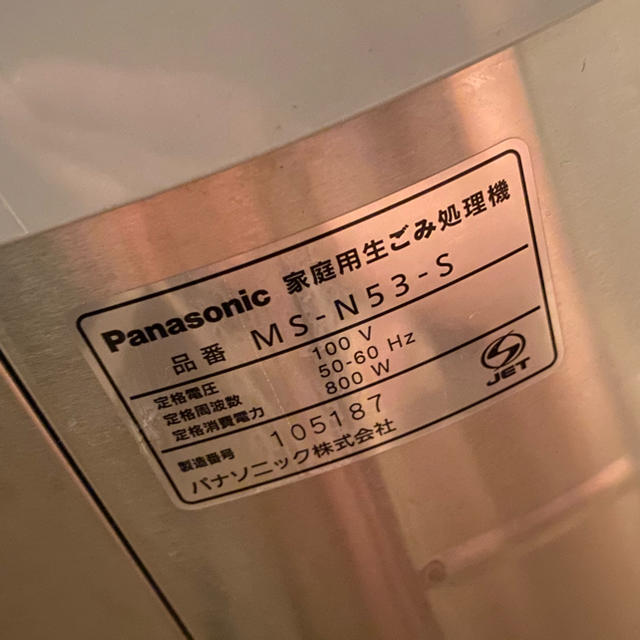 Panasonic 家庭用生ごみ処理機
品番 MS-N53-S
定格電圧 100 V
定格周波数 50-60 Hz
定格消費電力 800 W
製造番号 105187
パナソニック株式会社
JET